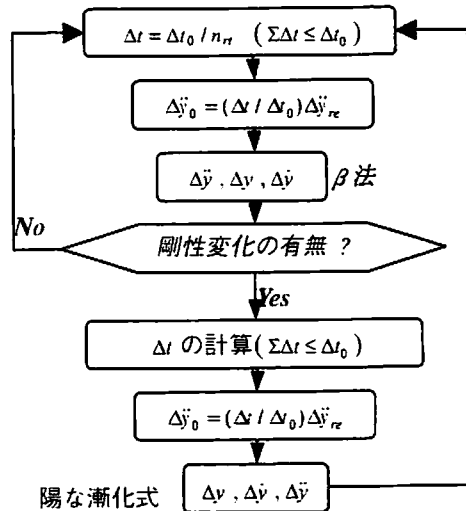 Δt = Δt₀ / n_rt (ΣΔt ≤ Δt₀)
Δÿ₀ = (Δt / Δt₀)Δÿ_re
Δÿ , Δy , Δẏ β法
No
剛性変化の有無 ?
Yes
Δt の計算(ΣΔt ≤ Δt₀)
Δÿ₀ = (Δt / Δt₀)Δÿ_re
陽な漸化式 Δy , Δẏ , Δÿ